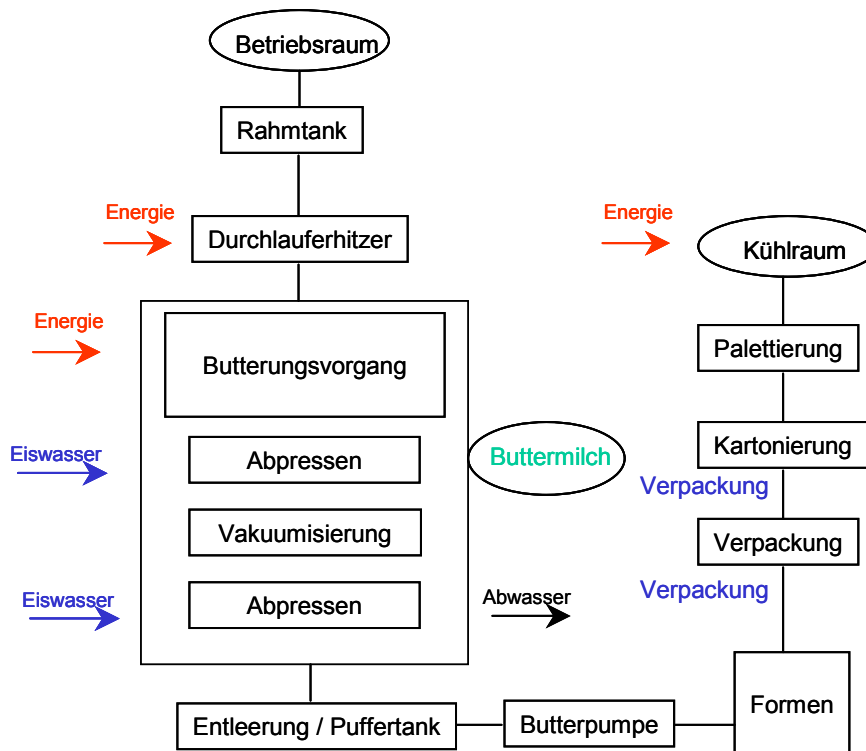 Betriebsraum
Rahmtank
Energie
Durchlauferhitzer
Energie
Butterungsvorgang
Eiswasser
Abpressen
Buttermilch
Vakuumisierung
Eiswasser
Abpressen
Abwasser
Entleerung / Puffertank
Butterpumpe
Formen
Verpackung
Verpackung
Verpackung
Kartonierung
Palettierung
Kühlraum
Energie